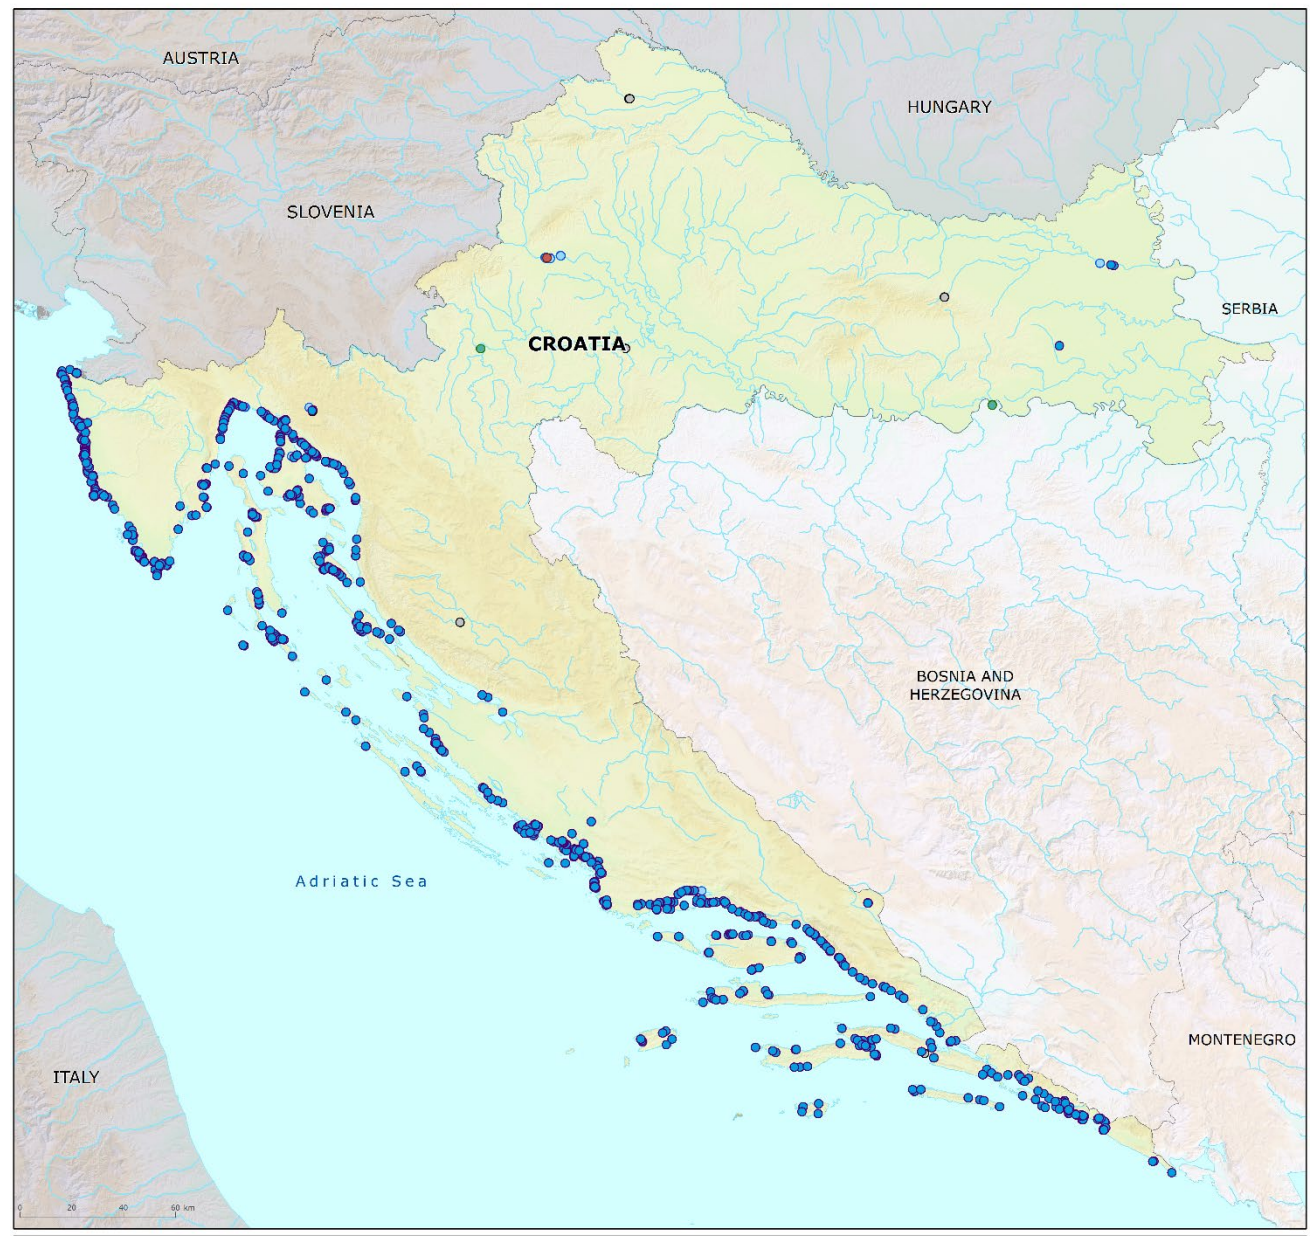 AUSTRIA
HUNGARY
SLOVENIA
SERBIA
CROATIA
BOSNIA AND
HERZEGOVINA
Adriatic Sea
MONTENEGRO
ITALY
0 20 40 60 km